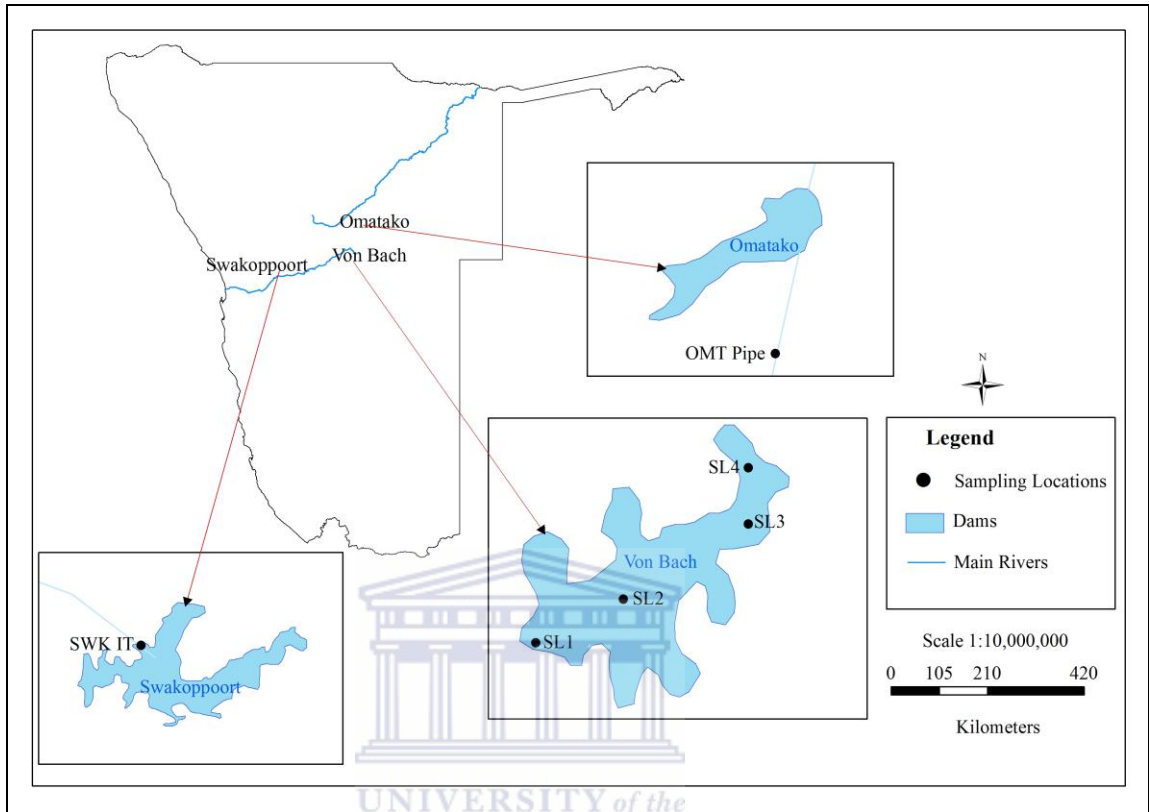 Omatako
Von Bach
Swakoppoort
Omatako
OMT Pipe
N
SL4
SL3
Von Bach
SL2
SL1
SWK IT
Swakoppoort
Legend
Sampling Locations
Dams
Main Rivers
Scale 1:10,000,000
0 105 210 420
Kilometers
UNIVERSITY of the